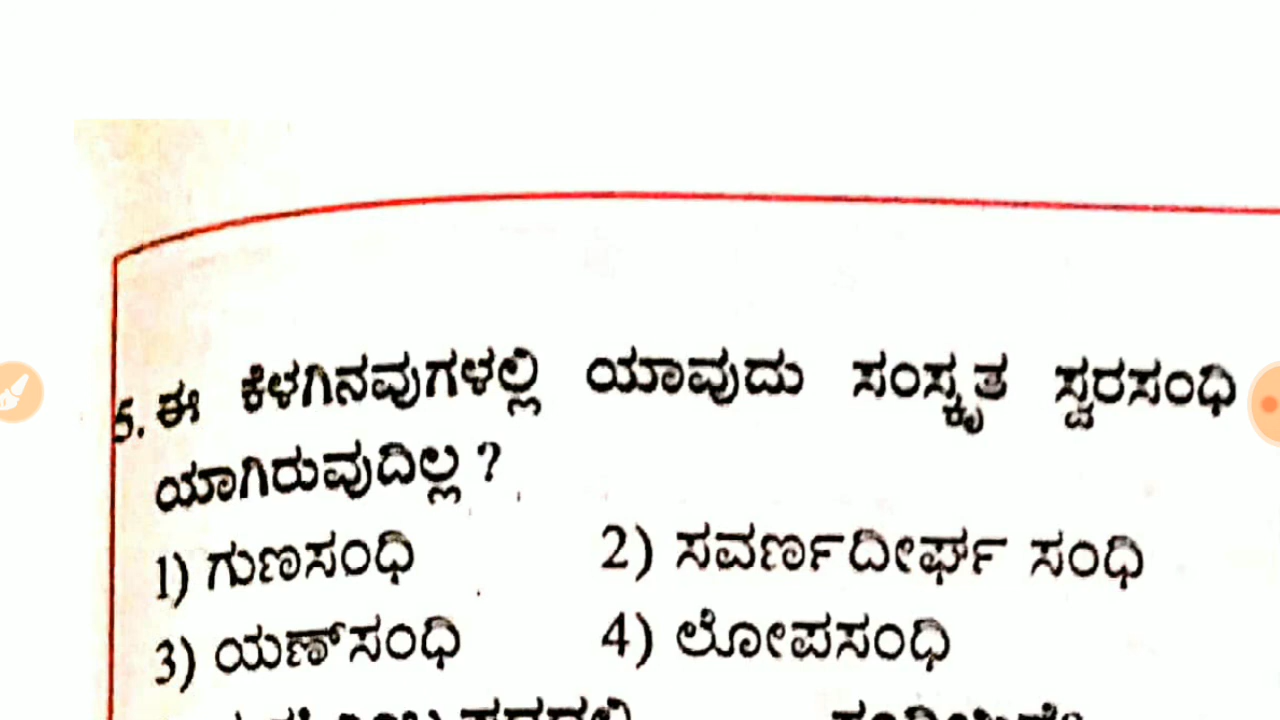 5. ಈ ಕೆಳಗಿನವುಗಳಲ್ಲಿ ಯಾವುದು ಸಂಸ್ಕೃತ ಸ್ವರಸಂಧಿ
ಯಾಗಿರುವುದಿಲ್ಲ ?
1) ಗುಣಸಂಧಿ 2) ಸವರ್ಣದೀರ್ಘ ಸಂಧಿ
3) ಯಣ್‌ಸಂಧಿ 4) ಲೋಪಸಂಧಿ